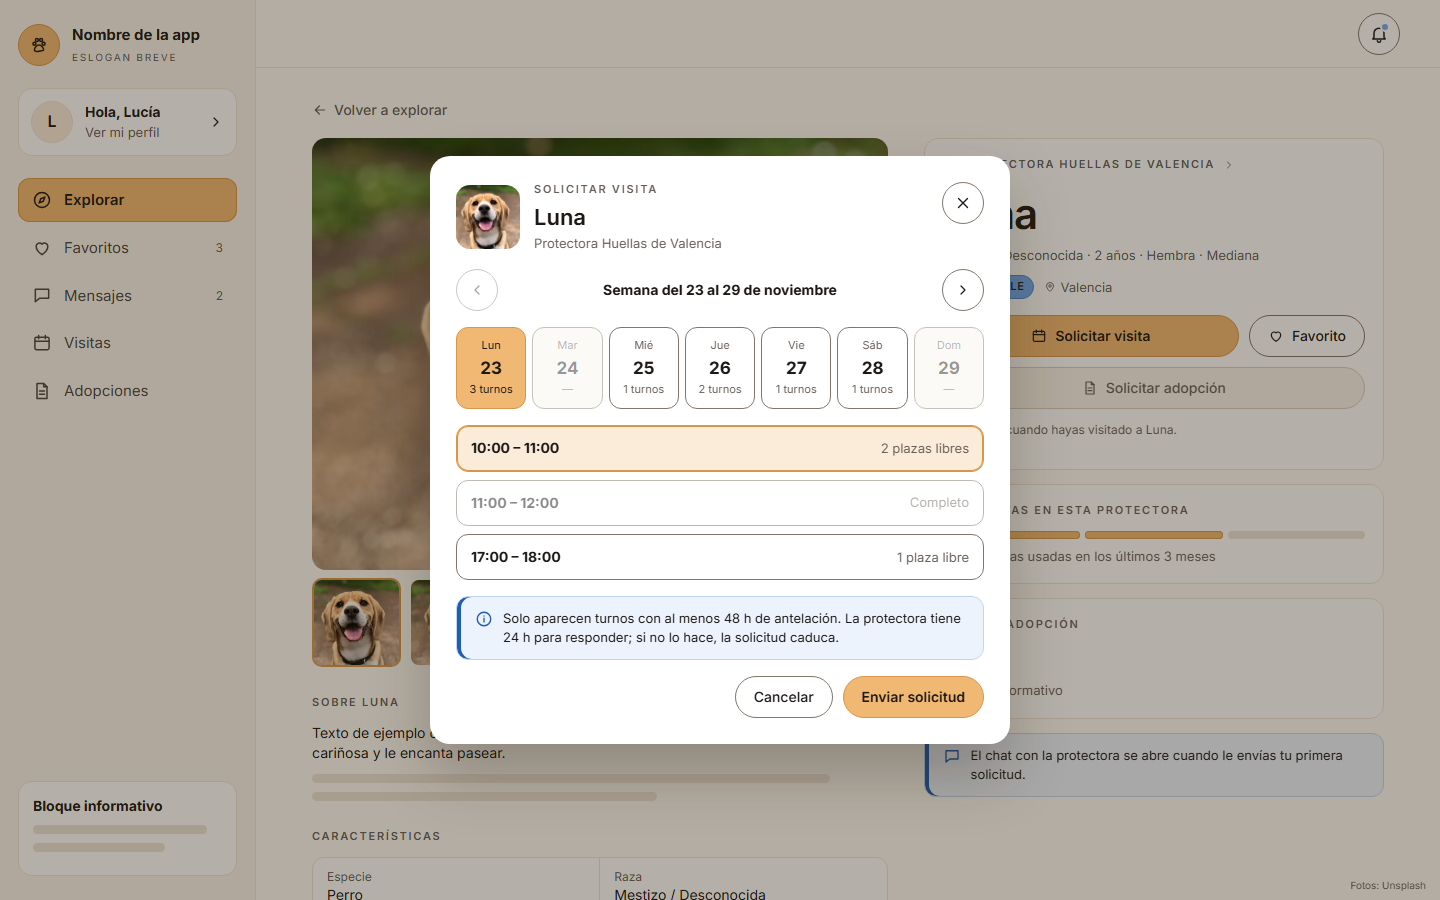 Nombre de la app
ESLOGAN BREVE
L
Hola, Lucía
Ver mi perfil
Explorar
Favoritos 3
Mensajes 2
Visitas
Adopciones
Bloque informativo
Volver a explorar
SOBRE LUNA
Texto de ejemplo
cariñosa y le encanta pasear.
CARACTERÍSTICAS
Especie
Perro
Raza
Mestizo / Desconocida
SOLICITAR VISITA
Luna
Protectora Huellas de Valencia
Semana del 23 al 29 de noviembre
Lun
23
3 turnos
Mar
24
—
Mié
25
1 turnos
Jue
26
2 turnos
Vie
27
1 turnos
Sáb
28
1 turnos
Dom
29
—
10:00 – 11:00 2 plazas libres
11:00 – 12:00 Completo
17:00 – 18:00 1 plaza libre
Solo aparecen turnos con al menos 48 h de antelación. La protectora tiene
24 h para responder; si no lo hace, la solicitud caduca.
Cancelar
Enviar solicitud
HUELLAS DE VALENCIA
Desconocida · 2 años · Hembra · Mediana
Valencia
Solicitar visita
Favorito
Solicitar adopción
cuando hayas visitado a Luna.
EN ESTA PROTECTORA
usadas en los últimos 3 meses
ADOPCIÓN
El chat con la protectora se abre cuando le envías tu primera
solicitud.
Fotos: Unsplash